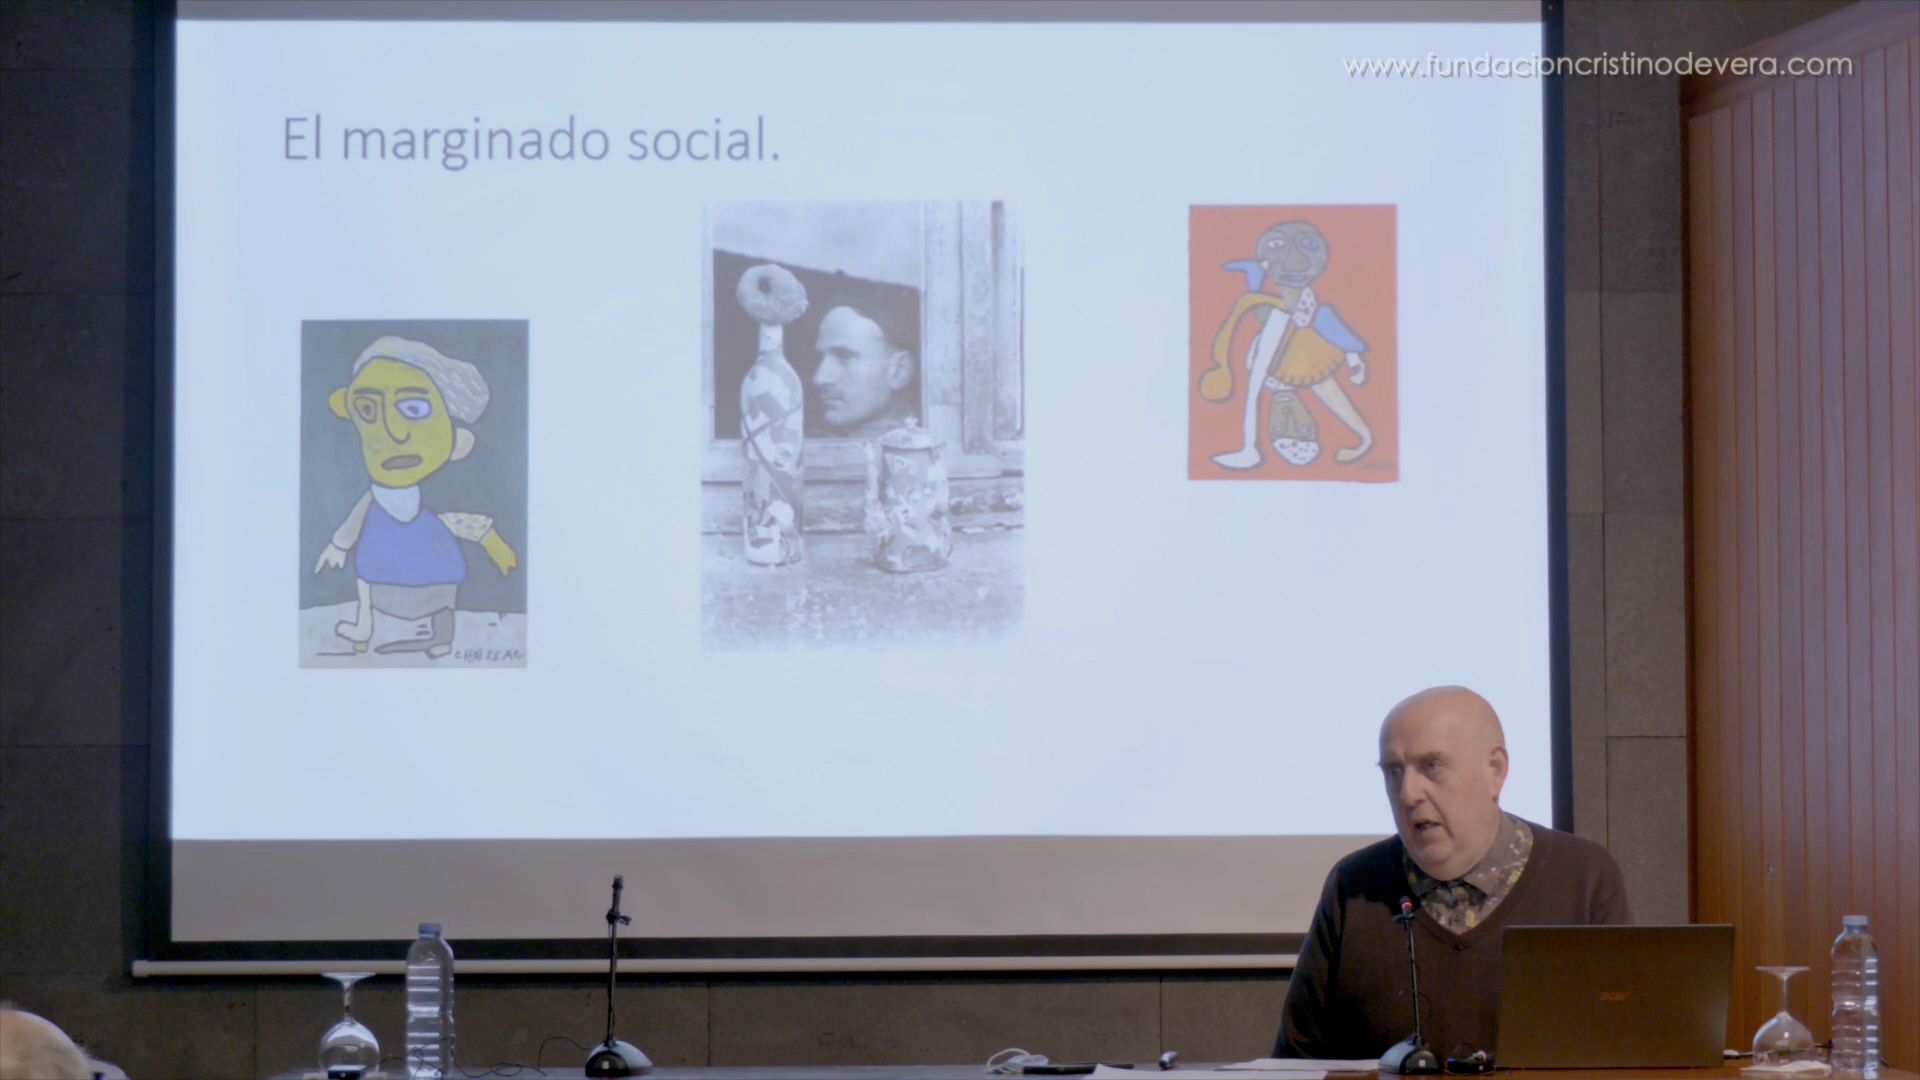 www.fundacioncristinodevera.com
El marginado social.
CHAISSAC
acer